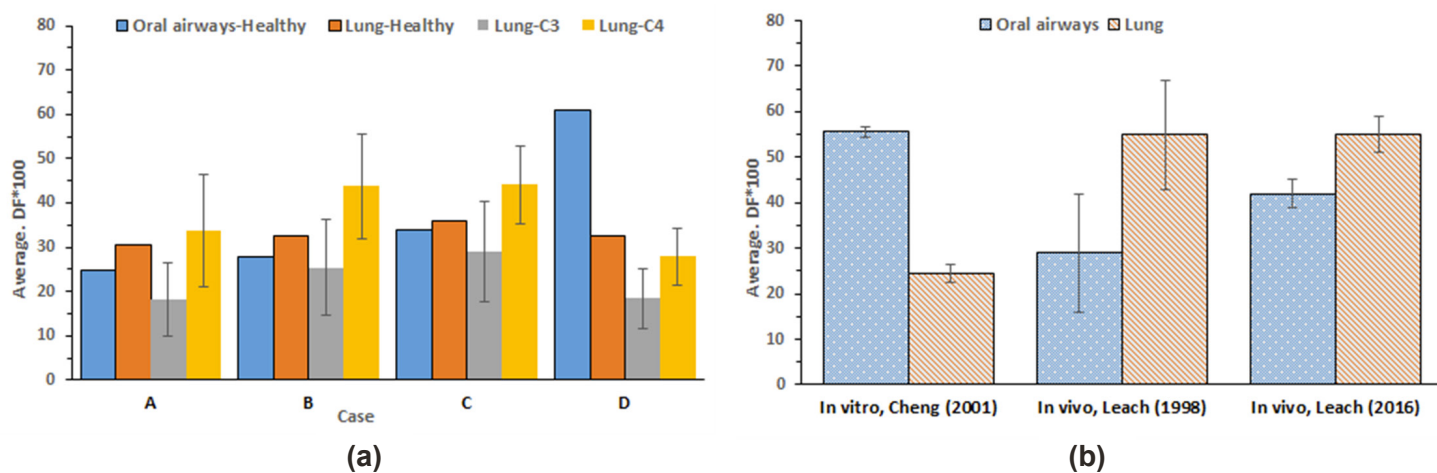 Average. DF*100
80
70
60
50
40
30
20
10
0
Oral airways-Healthy Lung-Healthy Lung-C3 Lung-C4
A B C D
Case
(a)
Average. DF*100
80
70
60
50
40
30
20
10
0
Oral airways Lung
In vitro, Cheng (2001) In vivo, Leach (1998) In vivo, Leach (2016)
(b)